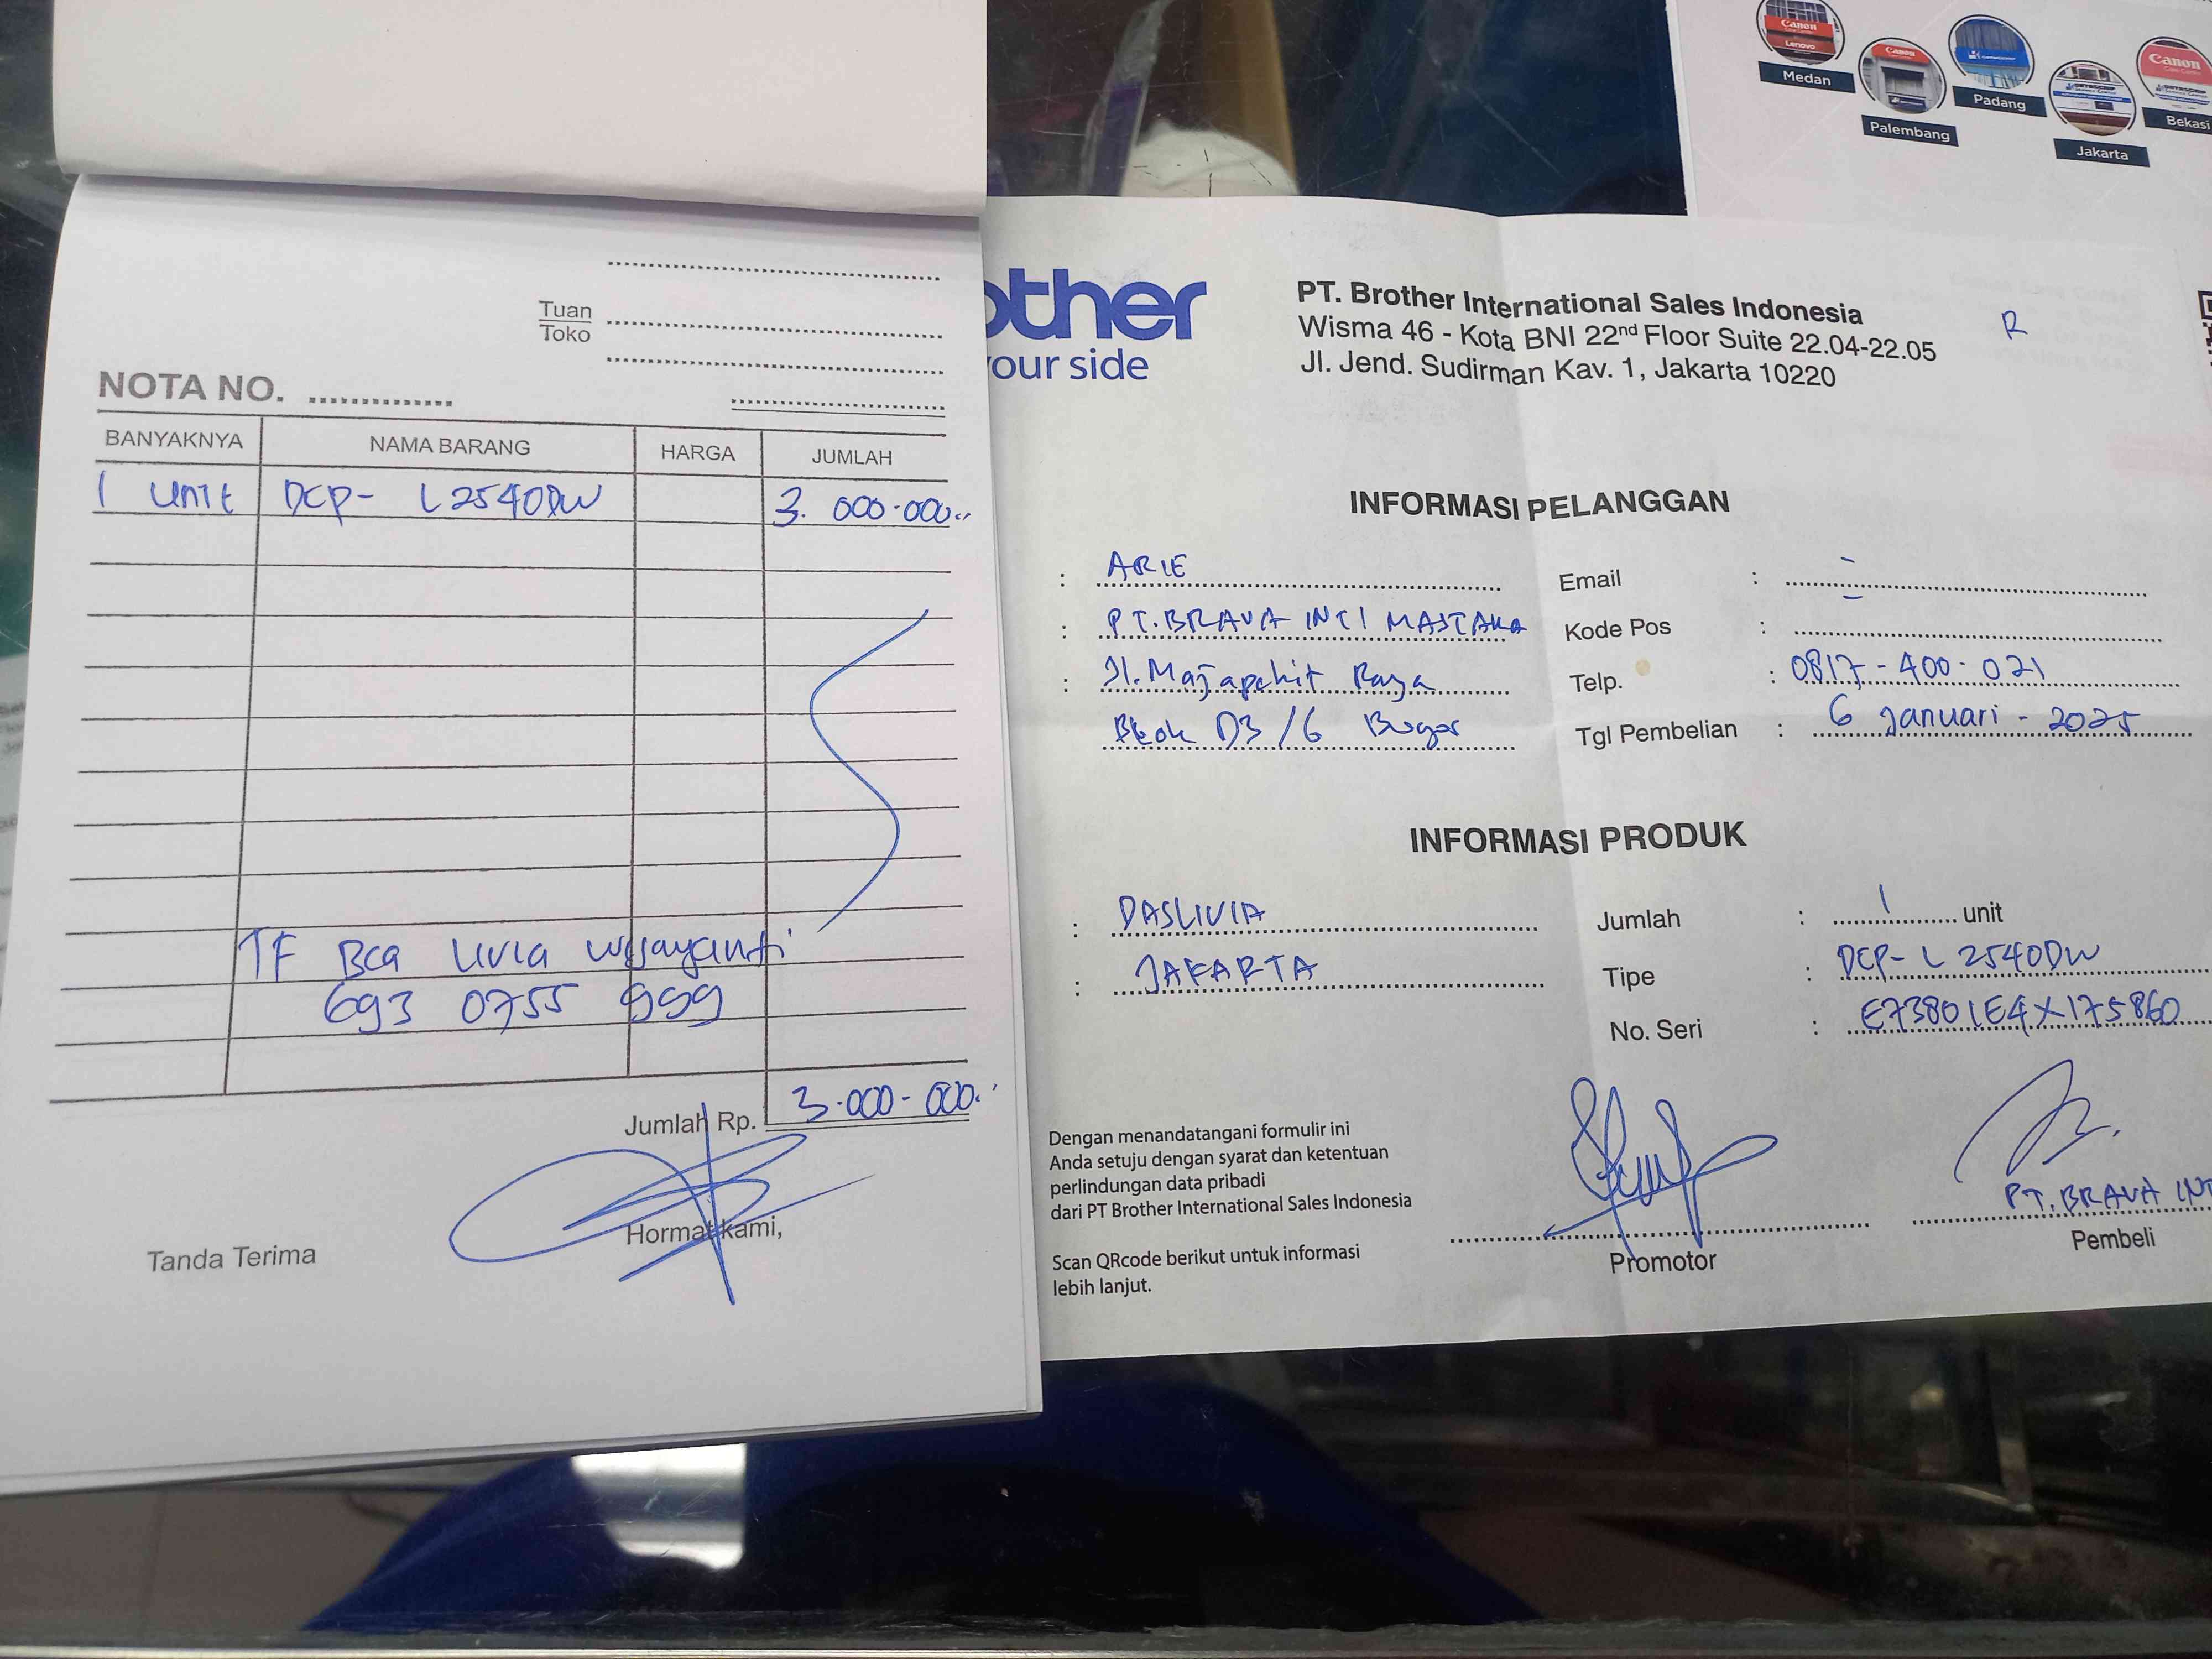 Tuan
Toko
NOTA NO.
BANYAKNYA NAMA BARANG HARGA JUMLAH
1 unit DCP- L2540DW 3.000.000..
TF BCA Livia Wijayanti
693 0755 999
Jumlah Rp. 3.000.000.
Tanda Terima Hormat kami,
other
our side
PT. Brother International Sales Indonesia
Wisma 46 - Kota BNI 22nd Floor Suite 22.04-22.05
Jl. Jend. Sudirman Kav. 1, Jakarta 10220
R
INFORMASI PELANGGAN
: ARIE Email : -
: PT. BRAVA INTI MASTAKA Kode Pos : -
: Jl. Majapahit Raya Telp. : 0817-400-021
Blok D3/6 Bogor Tgl Pembelian : 6 Januari - 2025
INFORMASI PRODUK
: DASLIVIA Jumlah : 1 unit
: JAKARTA Tipe : DCP- L2540DW
No. Seri : E73801E4X175860
Dengan menandatangani formulir ini
Anda setuju dengan syarat dan ketentuan
perlindungan data pribadi
dari PT Brother International Sales Indonesia
Scan QRcode berikut untuk informasi
lebih lanjut.
Promotor
PT. BRAVA INT
Pembeli
Canon
Lenovo
Medan
Canon
Palembang
Padang
Jakarta
Canon
Bekasi